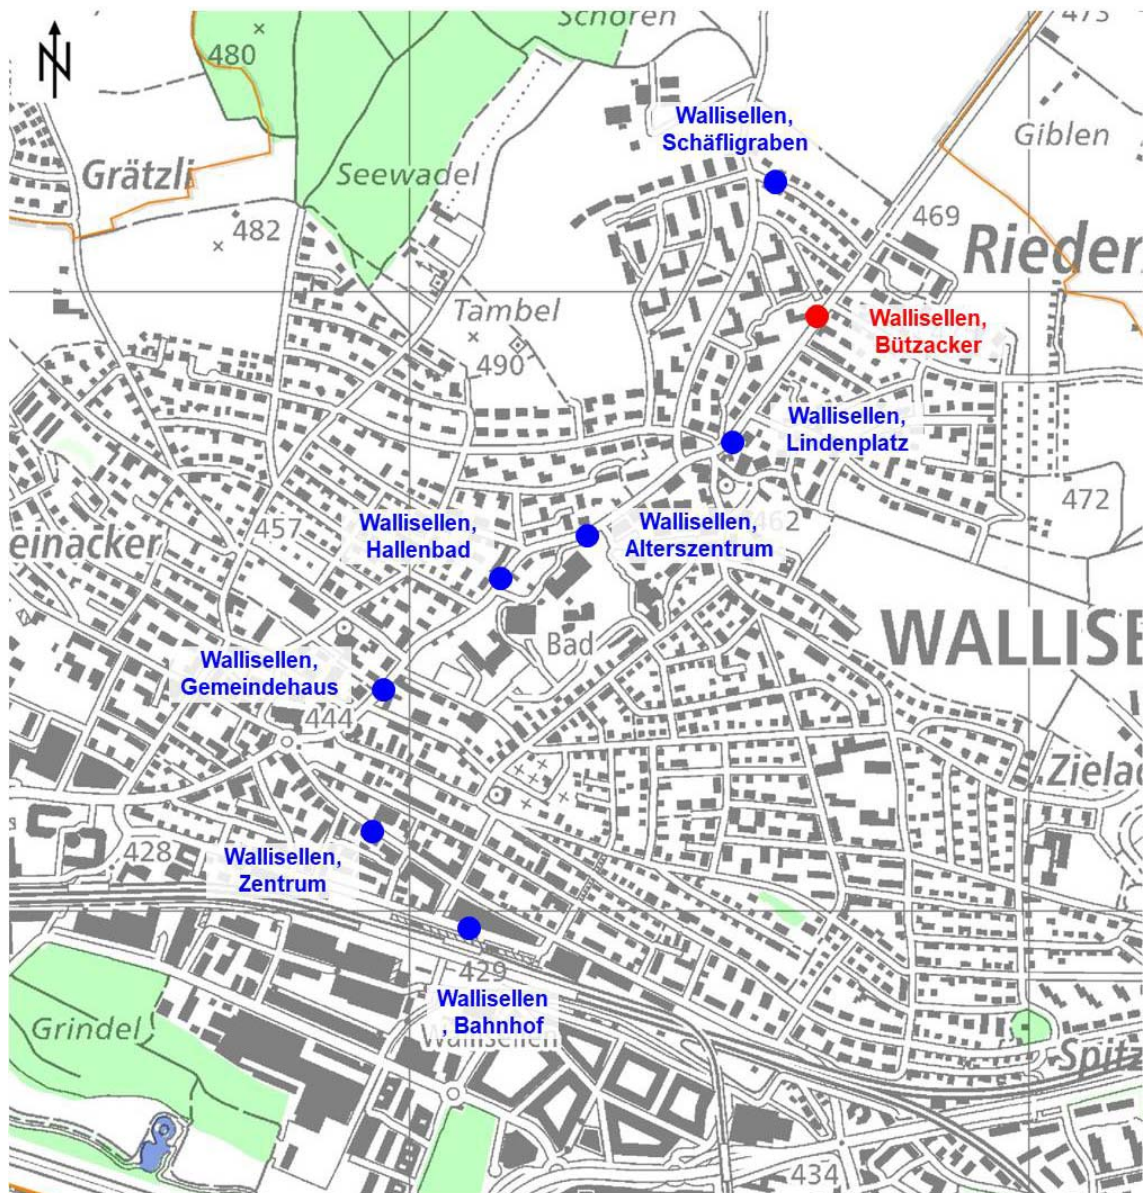 N
Schoren
473
480
Wallisellen,
Schäfligraben
Giblen
Grätzli
Seewadel
469
482
Rieden
Tambel
Wallisellen,
Bützacker
490
Wallisellen,
Lindenplatz
472
457
Wallisellen,
Hallenbad
Wallisellen,
Alterszentrum
462
einacker
Bad
WALLISE
Wallisellen,
Gemeindehaus
444
Ziela
428
Wallisellen,
Zentrum
429
Wallisellen
, Bahnhof
Wallisellen
Grindel
Spitz
434